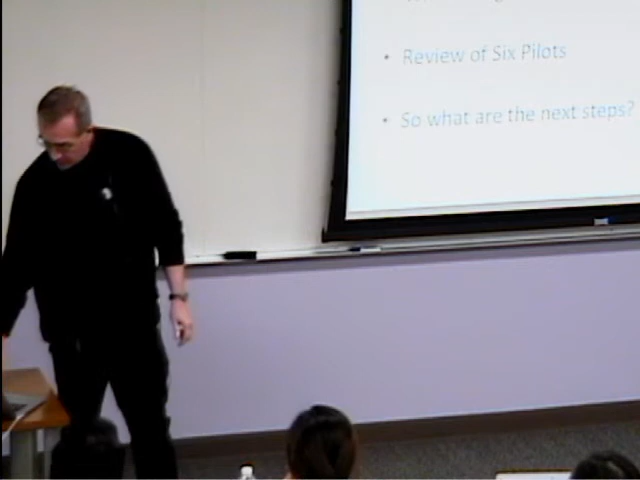 • Review of Six Pilots
• So what are the next steps?